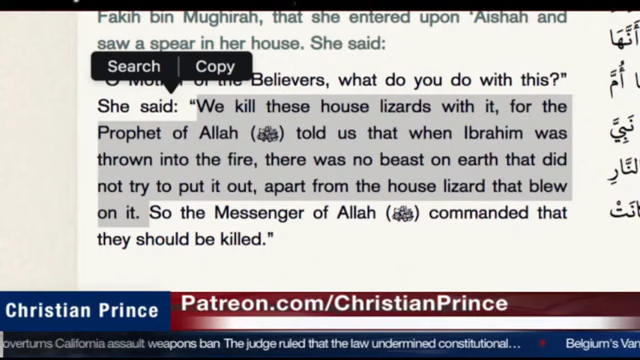 Fakih bin Mughirah, that she entered upon 'Aishah and
saw a spear in her house. She said:
Search Copy
of the Believers, what do you do with this?"
She said: "We kill these house lizards with it, for the
Prophet of Allah (ﷺ) told us that when Ibrahim was
thrown into the fire, there was no beast on earth that did
not try to put it out, apart from the house lizard that blew
on it. So the Messenger of Allah (ﷺ) commanded that
they should be killed."
أَنَّهَا
أُمَّ
نَبِيَّ
النَّارِ
كَانَتْ
Christian Prince
Patreon.com/ChristianPrince
overturns California assault weapons ban The judge ruled that the law undermined constitutional... Belgium's Van